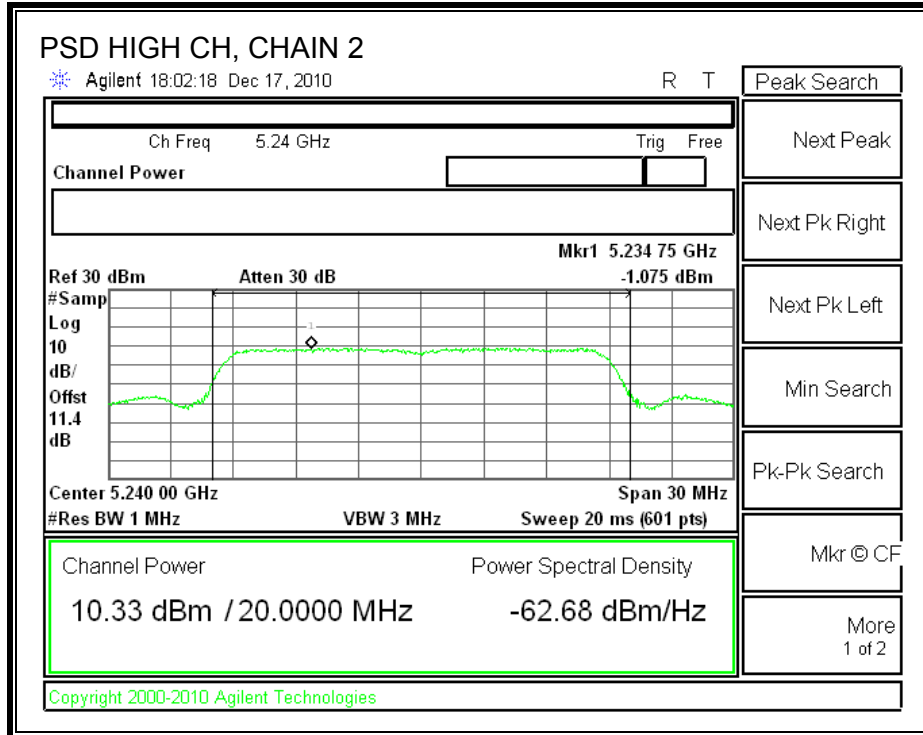 PSD HIGH CH, CHAIN 2
Agilent 18:02:18 Dec 17, 2010 R T
Peak Search
Ch Freq 5.24 GHz Trig Free
Channel Power
Next Peak
Next Pk Right
Mkr1 5.234 75 GHz
Ref 30 dBm Atten 30 dB -1.075 dBm
#Samp
Log
10
dB/
Offst
11.4
dB
1
Next Pk Left
Min Search
Pk-Pk Search
Center 5.240 00 GHz Span 30 MHz
#Res BW 1 MHz VBW 3 MHz Sweep 20 ms (601 pts)
Channel Power Power Spectral Density
10.33 dBm / 20.0000 MHz -62.68 dBm/Hz
Mkr © CF
More
1 of 2
Copyright 2000-2010 Agilent Technologies